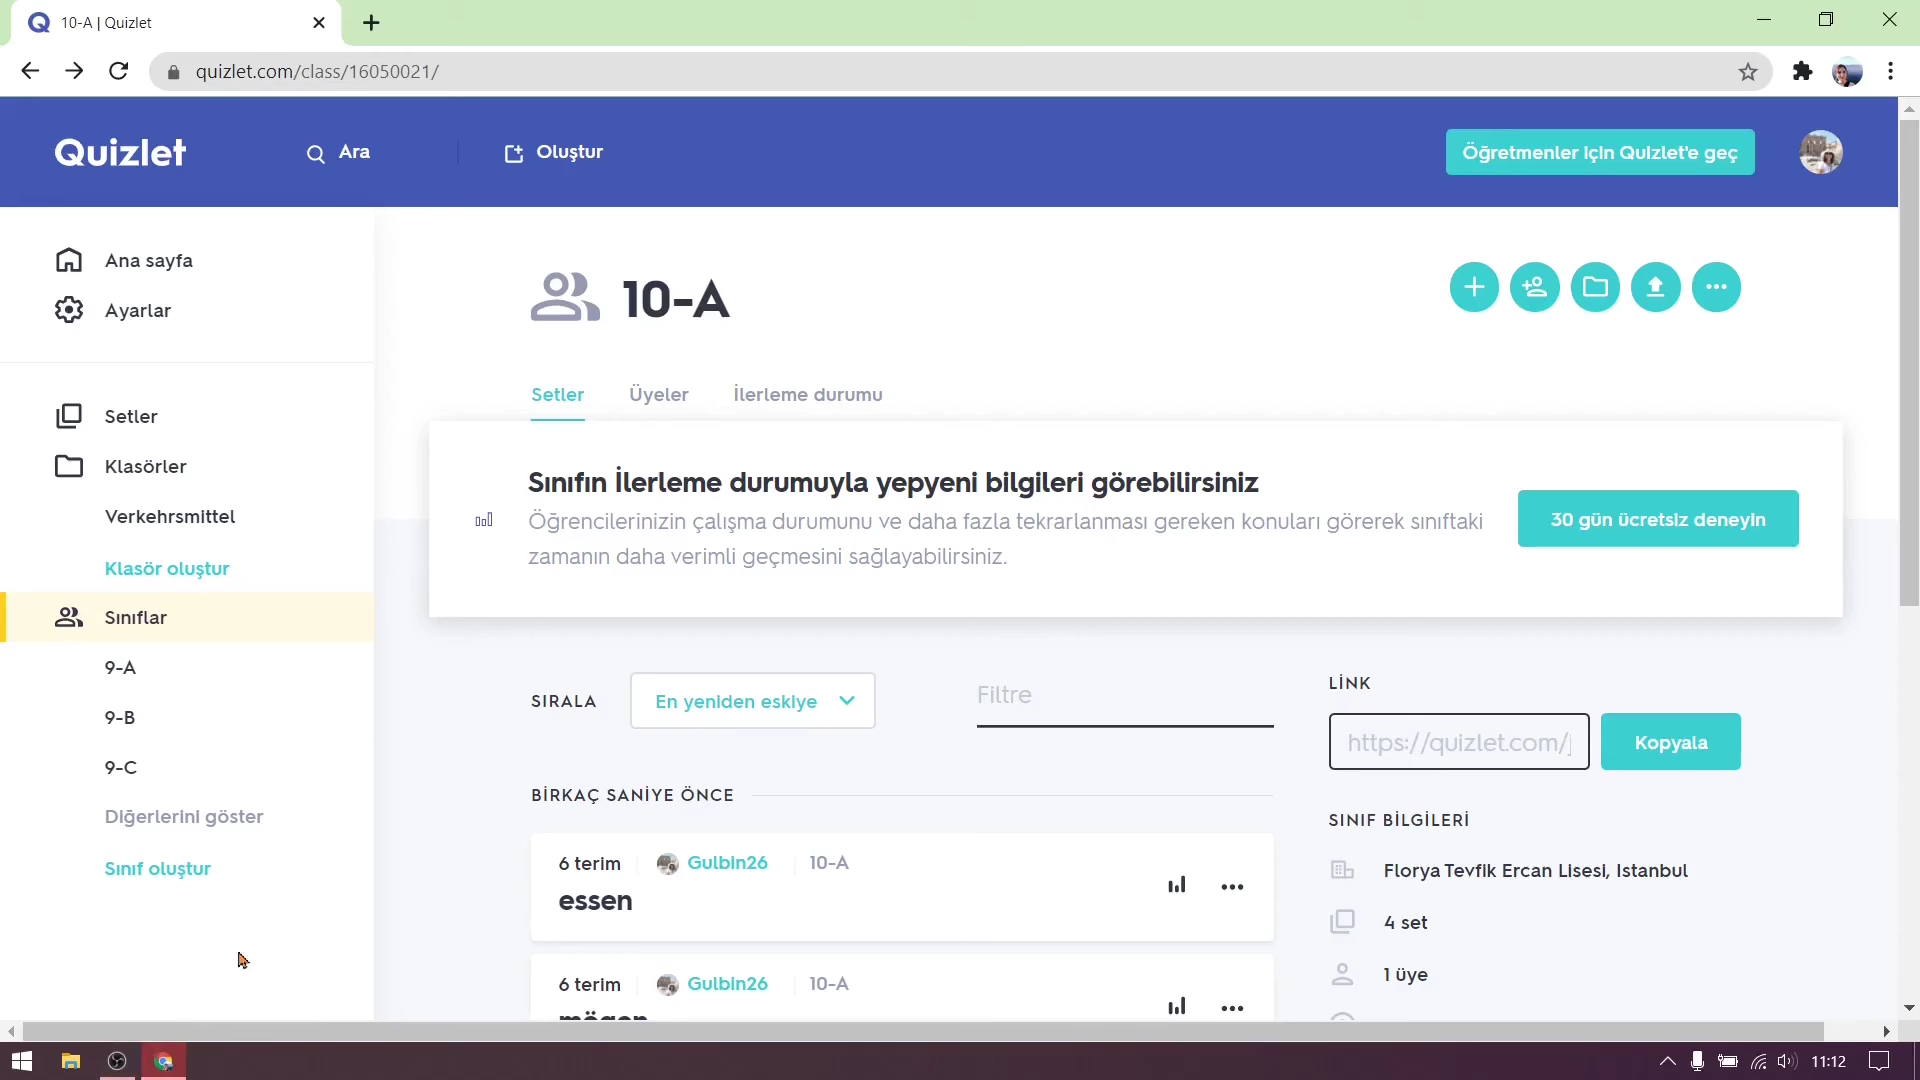 10-A | Quizlet
quizlet.com/class/16050021/
Quizlet
Ara
Oluştur
Öğretmenler için Quizlet'e geç
Ana sayfa
Ayarlar
Setler
Klasörler
Verkehrsmittel
Klasör oluştur
Sınıflar
9-A
9-B
9-C
Diğerlerini göster
Sınıf oluştur
10-A
Setler Üyeler İlerleme durumu
Sınıfın İlerleme durumuyla yepyeni bilgileri görebilirsiniz
Öğrencilerinizin çalışma durumunu ve daha fazla tekrarlanması gereken konuları görerek sınıftaki
zamanın daha verimli geçmesini sağlayabilirsiniz.
30 gün ücretsiz deneyin
SIRALA
En yeniden eskiye
Filtre
BİRKAÇ SANİYE ÖNCE
6 terim Gulbin26 10-A
essen
6 terim Gulbin26 10-A
mögen
LİNK
https://quizlet.com/j
Kopyala
SINIF BİLGİLERİ
Florya Tevfik Ercan Lisesi, Istanbul
4 set
1 üye
11:12